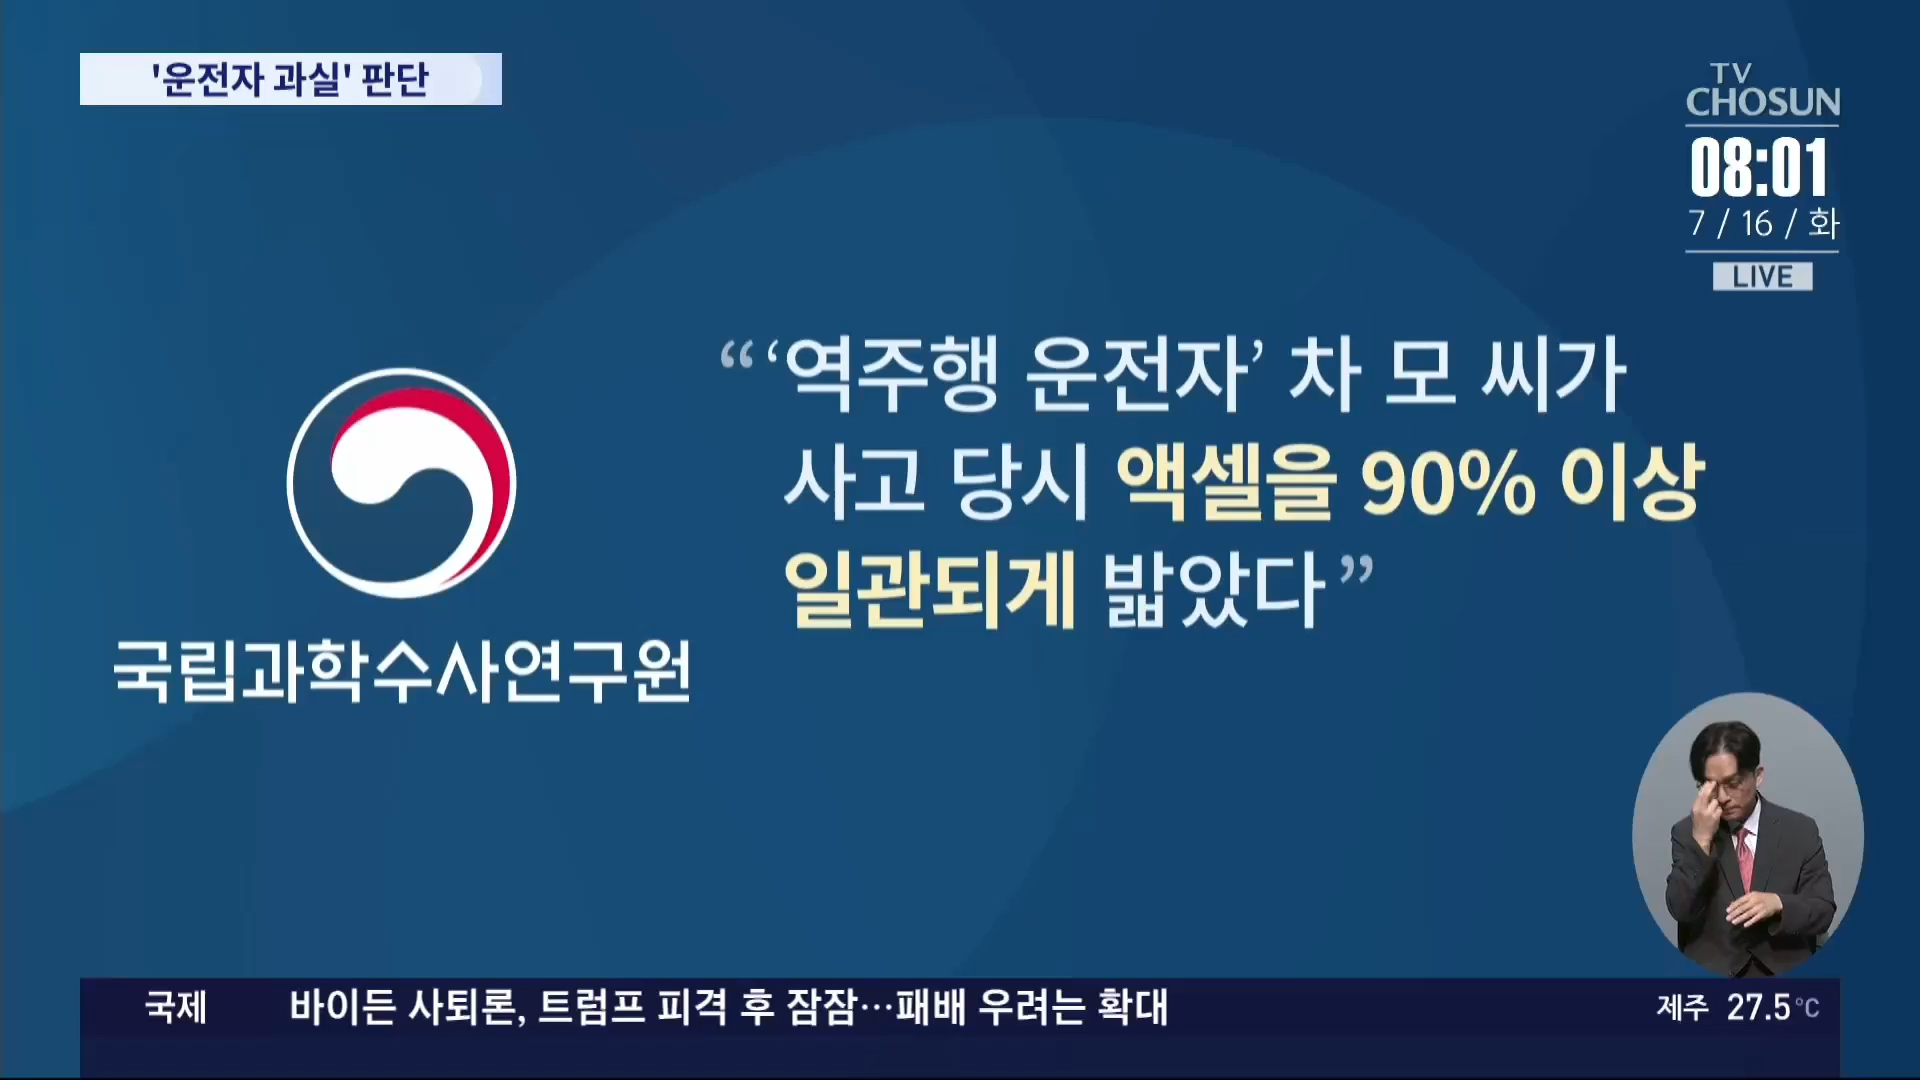 '운전자 과실' 판단
TV
CHOSUN
08:01
7 / 16 / 화
LIVE
“‘역주행 운전자’ 차 모 씨가
사고 당시 액셀을 90% 이상
일관되게 밟았다”
국립과학수사연구원
국제 바이든 사퇴론, 트럼프 피격 후 잠잠…패배 우려는 확대 제주 27.5°C